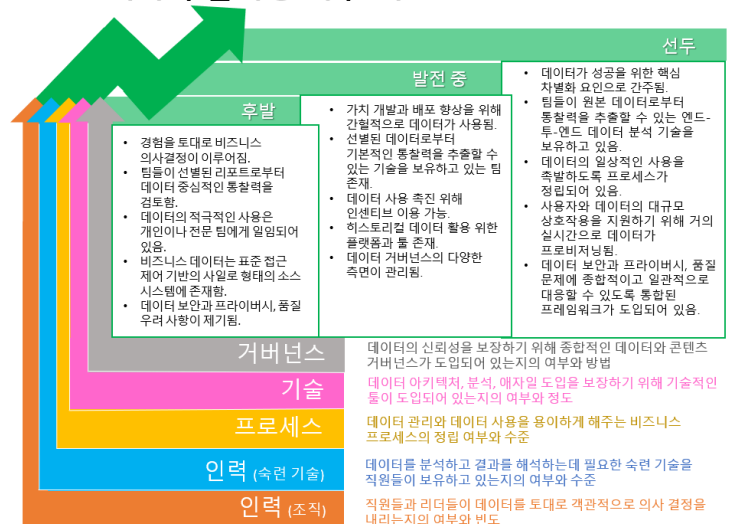 선두
발전 중
후발
• 경험을 토대로 비즈니스
의사결정이 이루어짐.
• 팀들이 선별된 리포트로부터
데이터 중심적인 통찰력을
검토함.
• 데이터의 적극적인 사용은
개인이나 전문 팀에게 일임되어
있음.
• 비즈니스 데이터는 표준 접근
제어 기반의 사일로 형태의 소스
시스템에 존재함.
• 데이터 보안과 프라이버시, 품질
우려 사항이 제기됨.
• 가치 개발과 배포 향상을 위해
간헐적으로 데이터가 사용됨.
• 선별된 데이터로부터
기본적인 통찰력을 추출할 수
있는 기술을 보유하고 있는 팀
존재.
• 데이터 사용 촉진 위해
인센티브 이용 가능.
• 히스토리컬 데이터 활용 위한
플랫폼과 툴 존재.
• 데이터 거버넌스의 다양한
측면이 관리됨.
• 데이터가 성공을 위한 핵심
차별화 요인으로 간주됨.
• 팀들이 원본 데이터로부터
통찰력을 추출할 수 있는 엔드-
투-엔드 데이터 분석 기술을
보유하고 있음.
• 데이터의 일상적인 사용을
촉발하도록 프로세스가
정립되어 있음.
• 사용자와 데이터의 대규모
상호작용을 지원하기 위해 거의
실시간으로 데이터가
프로비저닝됨.
• 데이터 보안과 프라이버시, 품질
문제에 종합적이고 일관적으로
대응할 수 있도록 통합된
프레임워크가 도입되어 있음.
거버넌스
데이터의 신뢰성을 보장하기 위해 종합적인 데이터와 콘텐츠
거버넌스가 도입되어 있는지의 여부와 방법
기술
데이터 아키텍처, 분석, 애자일 도입을 보장하기 위해 기술적인
툴이 도입되어 있는지의 여부와 정도
프로세스
데이터 관리와 데이터 사용을 용이하게 해주는 비즈니스
프로세스의 정립 여부와 수준
인력 (숙련 기술)
데이터를 분석하고 결과를 해석하는데 필요한 숙련 기술을
직원들이 보유하고 있는지의 여부와 수준
인력 (조직)
직원들과 리더들이 데이터를 토대로 객관적으로 의사 결정을
내리는지의 여부와 빈도